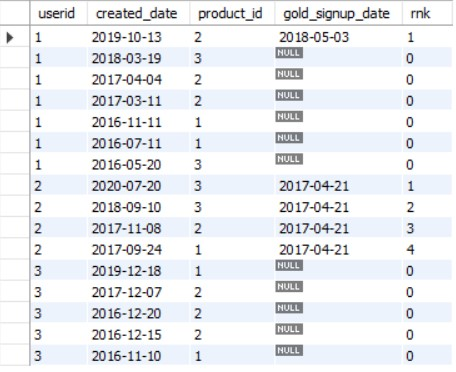 userid created_date product_id gold_signup_date rnk
1 2019-10-13 2 2018-05-03 1
1 2018-03-19 3 NULL 0
1 2017-04-04 2 NULL 0
1 2017-03-11 2 NULL 0
1 2016-11-11 1 NULL 0
1 2016-07-11 1 NULL 0
1 2016-05-20 3 NULL 0
2 2020-07-20 3 2017-04-21 1
2 2018-09-10 3 2017-04-21 2
2 2017-11-08 2 2017-04-21 3
2 2017-09-24 1 2017-04-21 4
3 2019-12-18 1 NULL 0
3 2017-12-07 2 NULL 0
3 2016-12-20 2 NULL 0
3 2016-12-15 2 NULL 0
3 2016-11-10 1 NULL 0